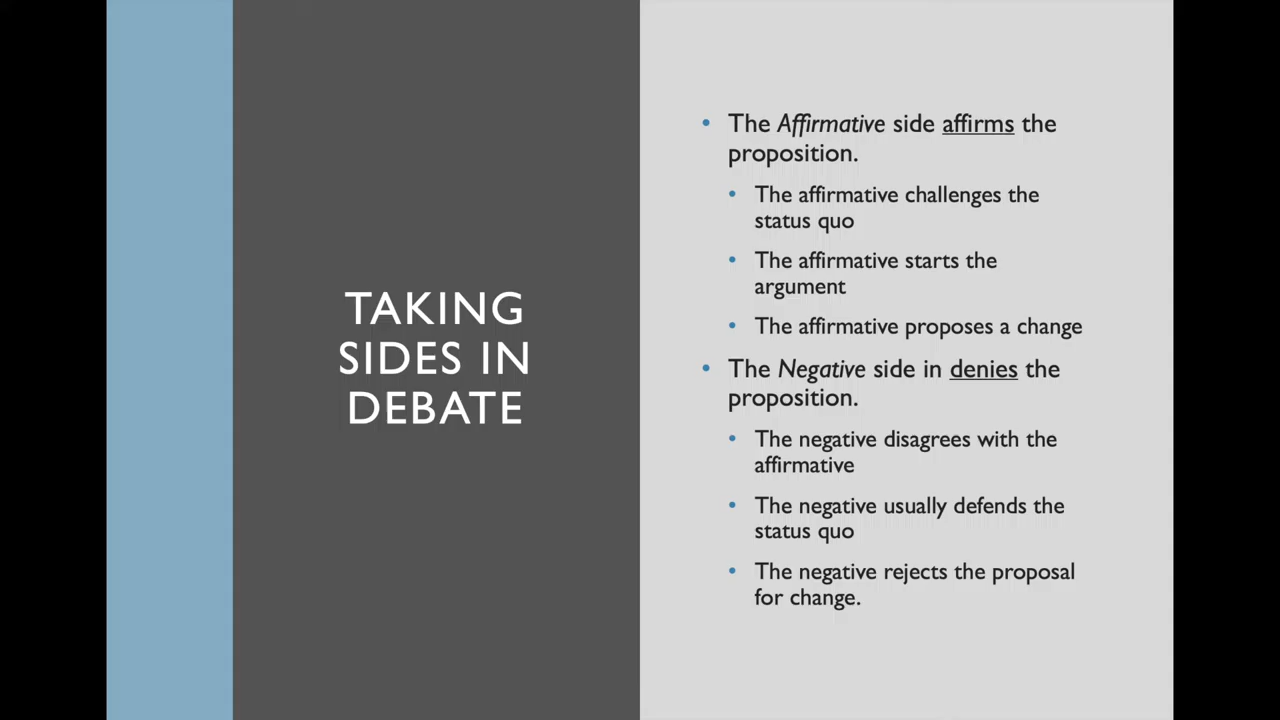 TAKING
SIDES IN
DEBATE
• The Affirmative side affirms the
proposition.
• The affirmative challenges the
status quo
• The affirmative starts the
argument
• The affirmative proposes a change
• The Negative side in denies the
proposition.
• The negative disagrees with the
affirmative
• The negative usually defends the
status quo
• The negative rejects the proposal
for change.